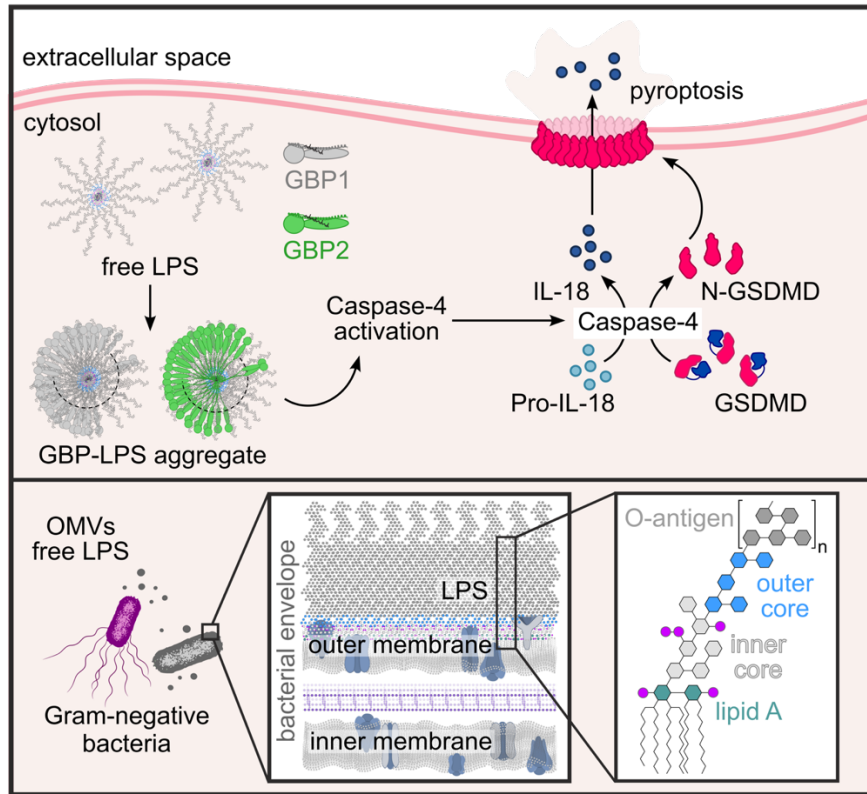 extracellular space
cytosol
pyroptosis
GBP1
GBP2
free LPS
IL-18
N-GSDMD
Caspase-4
activation
Caspase-4
Pro-IL-18
GSDMD
GBP-LPS aggregate
OMVs
free LPS
Gram-negative
bacteria
bacterial envelope
LPS
outer membrane
inner membrane
O-antigen
n
outer
core
inner
core
lipid A